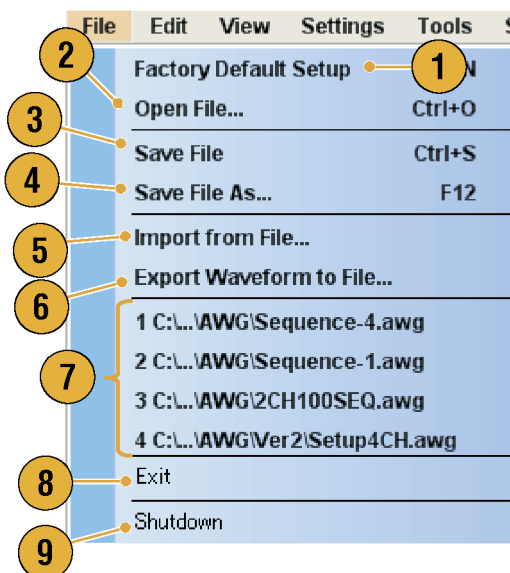 File Edit View Settings Tools S
Factory Default Setup 1 N
2
Open File... Ctrl+O
3
Save File Ctrl+S
4
Save File As... F12
5
Import from File...
6
Export Waveform to File...
7
1 C:\...\AWG\Sequence-4.awg
2 C:\...\AWG\Sequence-1.awg
3 C:\...\AWG\2CH100SEQ.awg
4 C:\...\AWG\Ver2\Setup4CH.awg
8
Exit
9
Shutdown